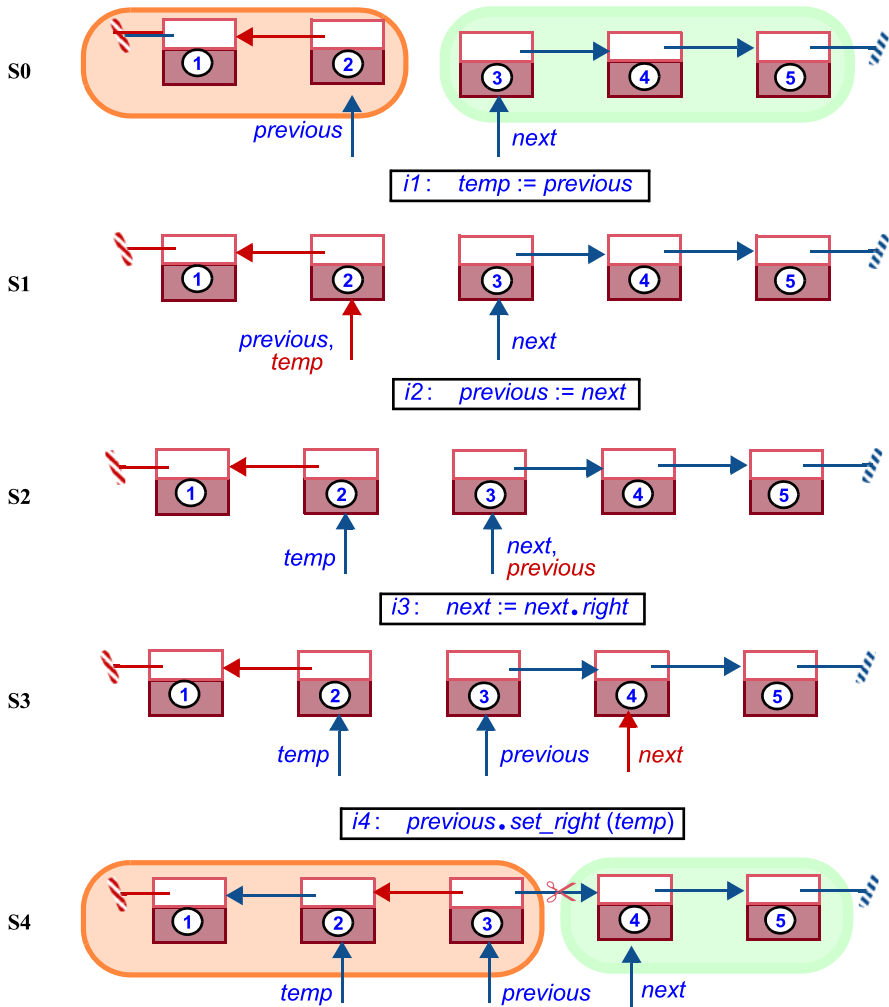 S0
1 2 3 4 5
previous next
i1: temp := previous
S1
1 2 3 4 5
previous, next
temp
i2: previous := next
S2
1 2 3 4 5
temp next,
previous
i3: next := next.right
S3
1 2 3 4 5
temp previous next
i4: previous.set_right (temp)
S4
1 2 3 4 5
temp previous next